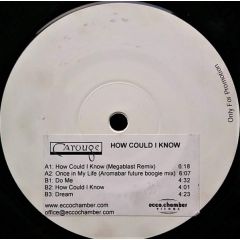 Only For Promotion
Carouge HOW COULD I KNOW
A1: How Could I Know (Megablast Remix) 6:18
A2: Once in My Life (Aromabar future boogie mix) 6:07
B1: Do Me 4:32
B2: How Could I Know 4:01
B3: Dream 4:23
www.eccochamber.com
office@eccochamber.com
ecco.chamber
VIENNA